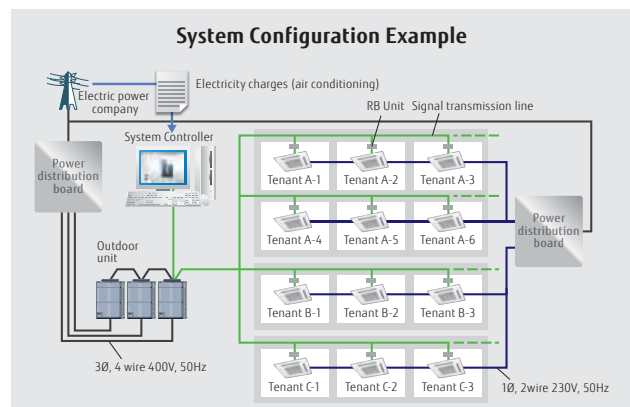 System Configuration Example
Electricity charges (air conditioning)
Electric power
company
RB Unit
Signal transmission line
System Controller
Power
distribution
board
Tenant A-1
Tenant A-2
Tenant A-3
Tenant A-4
Tenant A-5
Tenant A-6
Power
distribution
board
Outdoor
unit
Tenant B-1
Tenant B-2
Tenant B-3
3Ø, 4 wire 400V, 50Hz
Tenant C-1
Tenant C-2
Tenant C-3
1Ø, 2wire 230V, 50Hz